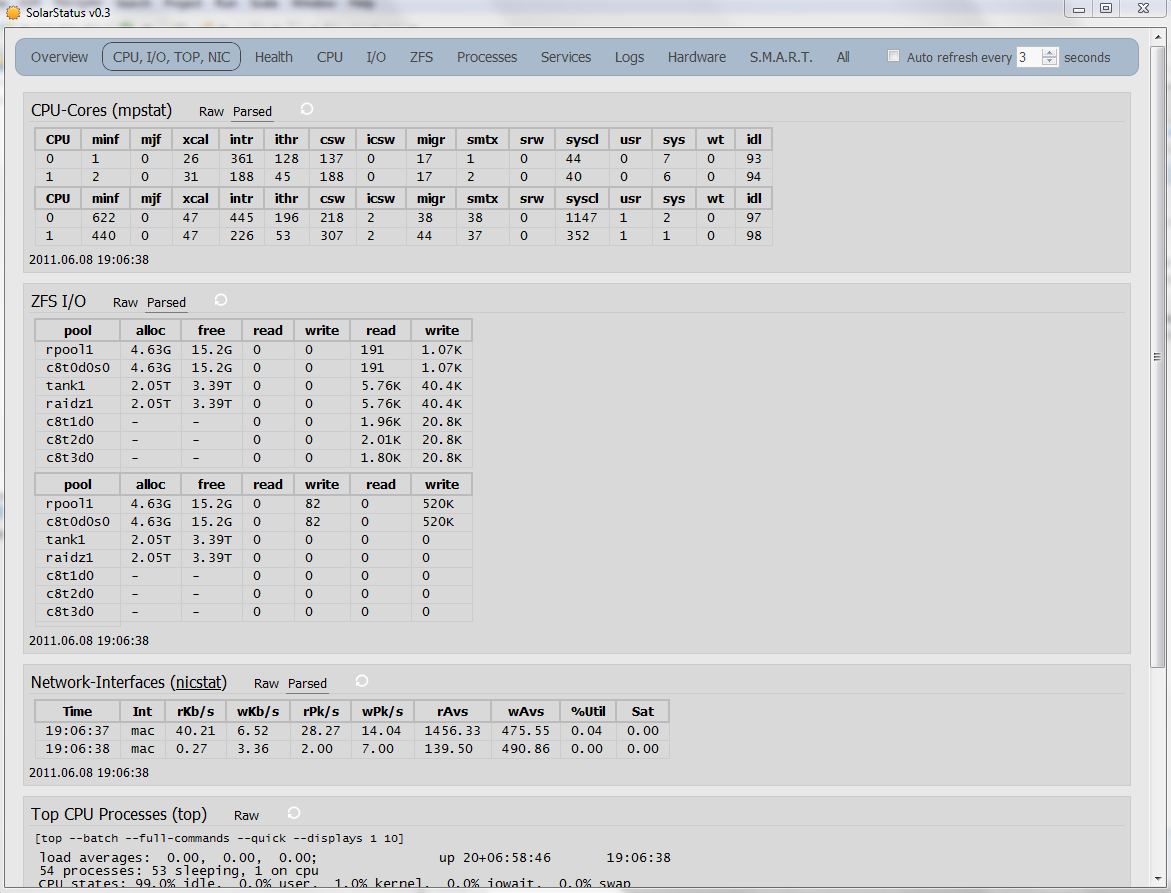 SolarStatus v0.3
Overview CPU, I/O, TOP, NIC Health CPU I/O ZFS Processes Services Logs Hardware S.M.A.R.T. All Auto refresh every 3 seconds
CPU-Cores (mpstat) Raw Parsed
CPU minf mjf xcal intr ithr csw icsw migr smtx srw syscl usr sys wt idl
0 1 0 26 361 128 137 0 17 1 0 44 0 7 0 93
1 2 0 31 188 45 188 0 17 2 0 40 0 6 0 94
CPU minf mjf xcal intr ithr csw icsw migr smtx srw syscl usr sys wt idl
0 622 0 47 445 196 218 2 38 38 0 1147 1 2 0 97
1 440 0 47 226 53 307 2 44 37 0 352 1 1 0 98
2011.06.08 19:06:38
ZFS I/O Raw Parsed
pool alloc free read write read write
rpool1 4.63G 15.2G 0 0 191 1.07K
c8t0d0s0 4.63G 15.2G 0 0 191 1.07K
tank1 2.05T 3.39T 0 0 5.76K 40.4K
raidz1 2.05T 3.39T 0 0 5.76K 40.4K
c8t1d0 - - 0 0 1.96K 20.8K
c8t2d0 - - 0 0 2.01K 20.8K
c8t3d0 - - 0 0 1.80K 20.8K
pool alloc free read write read write
rpool1 4.63G 15.2G 0 82 0 520K
c8t0d0s0 4.63G 15.2G 0 82 0 520K
tank1 2.05T 3.39T 0 0 0 0
raidz1 2.05T 3.39T 0 0 0 0
c8t1d0 - - 0 0 0 0
c8t2d0 - - 0 0 0 0
c8t3d0 - - 0 0 0 0
2011.06.08 19:06:38
Network-Interfaces (nicstat) Raw Parsed
Time Int rKb/s wKb/s rPk/s wPk/s rAvs wAvs %Util Sat
19:06:37 mac 40.21 6.52 28.27 14.04 1456.33 475.55 0.04 0.00
19:06:38 mac 0.27 3.36 2.00 7.00 139.50 490.86 0.00 0.00
2011.06.08 19:06:38
Top CPU Processes (top) Raw
[top --batch --full-commands --quick --displays 1 10]
load averages: 0.00, 0.00, 0.00; up 20+06:58:46 19:06:38
54 processes: 53 sleeping, 1 on cpu
CPU states: 99.0% idle, 0.0% user, 1.0% kernel, 0.0% iowait, 0.0% swap